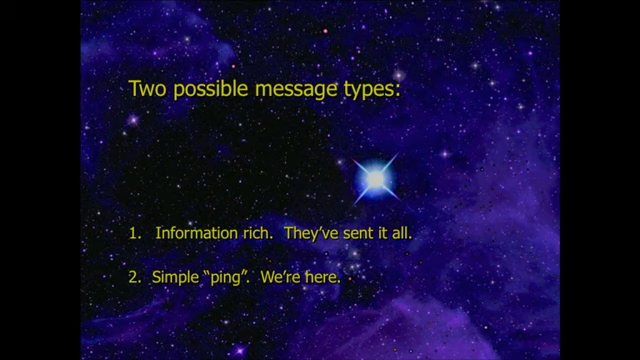 Two possible message types:
1. Information rich. They’ve sent it all.
2. Simple “ping”. We’re here.